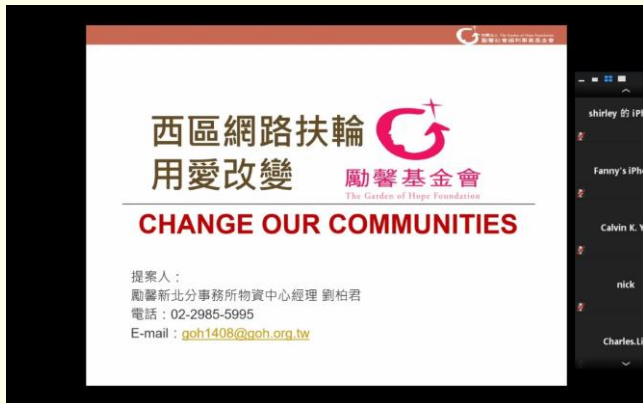 勵馨社會福利事業基金會
西區網路扶輪
用愛改變
勵馨基金會
The Garden of Hope Foundation
CHANGE OUR COMMUNITIES
提案人：
勵馨新北分事務所物資中心經理 劉柏君
電話：02-2985-5995
E-mail：goh1408@goh.org.tw
shirley 的 iPh
Fanny's iPho
Calvin K. Y
nick
Charles.Li